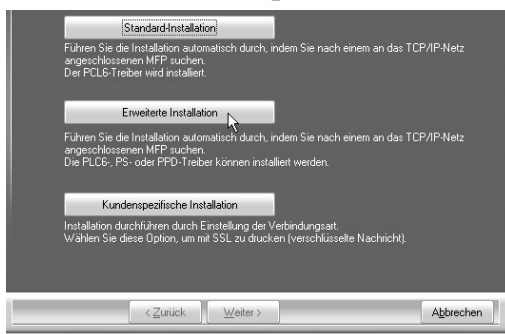 Standard-Installation
Führen Sie die Installation automatisch durch, indem Sie nach einem an das TCP/IP-Netz
angeschlossenen MFP suchen.
Der PCL6-Treiber wird installiert.
Erweiterte Installation
Führen Sie die Installation automatisch durch, indem Sie nach einem an das TCP/IP-Netz
angeschlossenen MFP suchen.
Die PLC6-, PS- oder PPD-Treiber können installiert werden.
Kundenspezifische Installation
Installation durchführen durch Einstellung der Verbindungsart.
Wählen Sie diese Option, um mit SSL zu drucken (verschlüsselte Nachricht).
< Zurück
Weiter >
Abbrechen